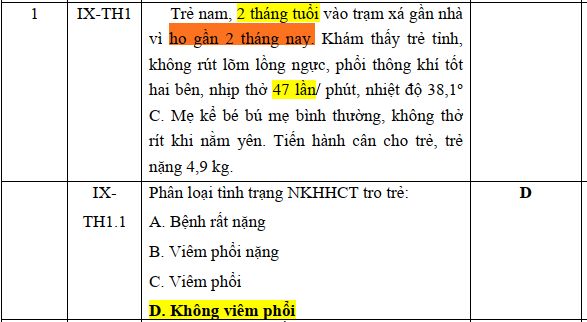 1 IX-TH1 Trẻ nam, 2 tháng tuổi vào trạm xá gần nhà
vì ho gần 2 tháng nay. Khám thấy trẻ tỉnh,
không rút lõm lồng ngực, phổi thông khí tốt
hai bên, nhịp thở 47 lần/ phút, nhiệt độ 38,1°
C. Mẹ kể bé bú mẹ bình thường, không thở
rít khi nằm yên. Tiến hành cân cho trẻ, trẻ
nặng 4,9 kg.
IX- Phân loại tình trạng NKHHCT tro trẻ: D
TH1.1 A. Bệnh rất nặng
B. Viêm phổi nặng
C. Viêm phổi
D. Không viêm phổi